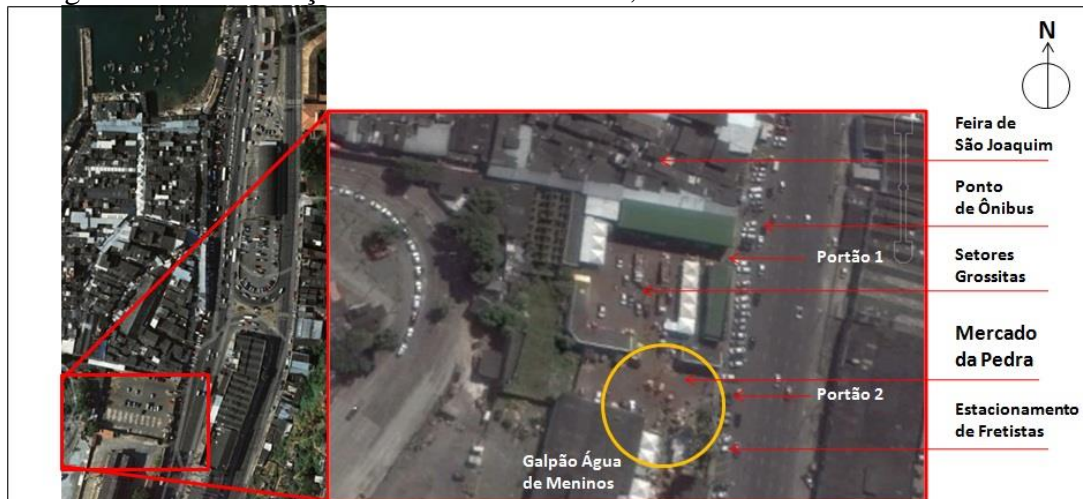 N
Feira de
São Joaquim
Ponto
de Ônibus
Portão 1
Setores
Grossitas
Mercado
da Pedra
Portão 2
Estacionamento
de Fretistas
Galpão Água
de Meninos